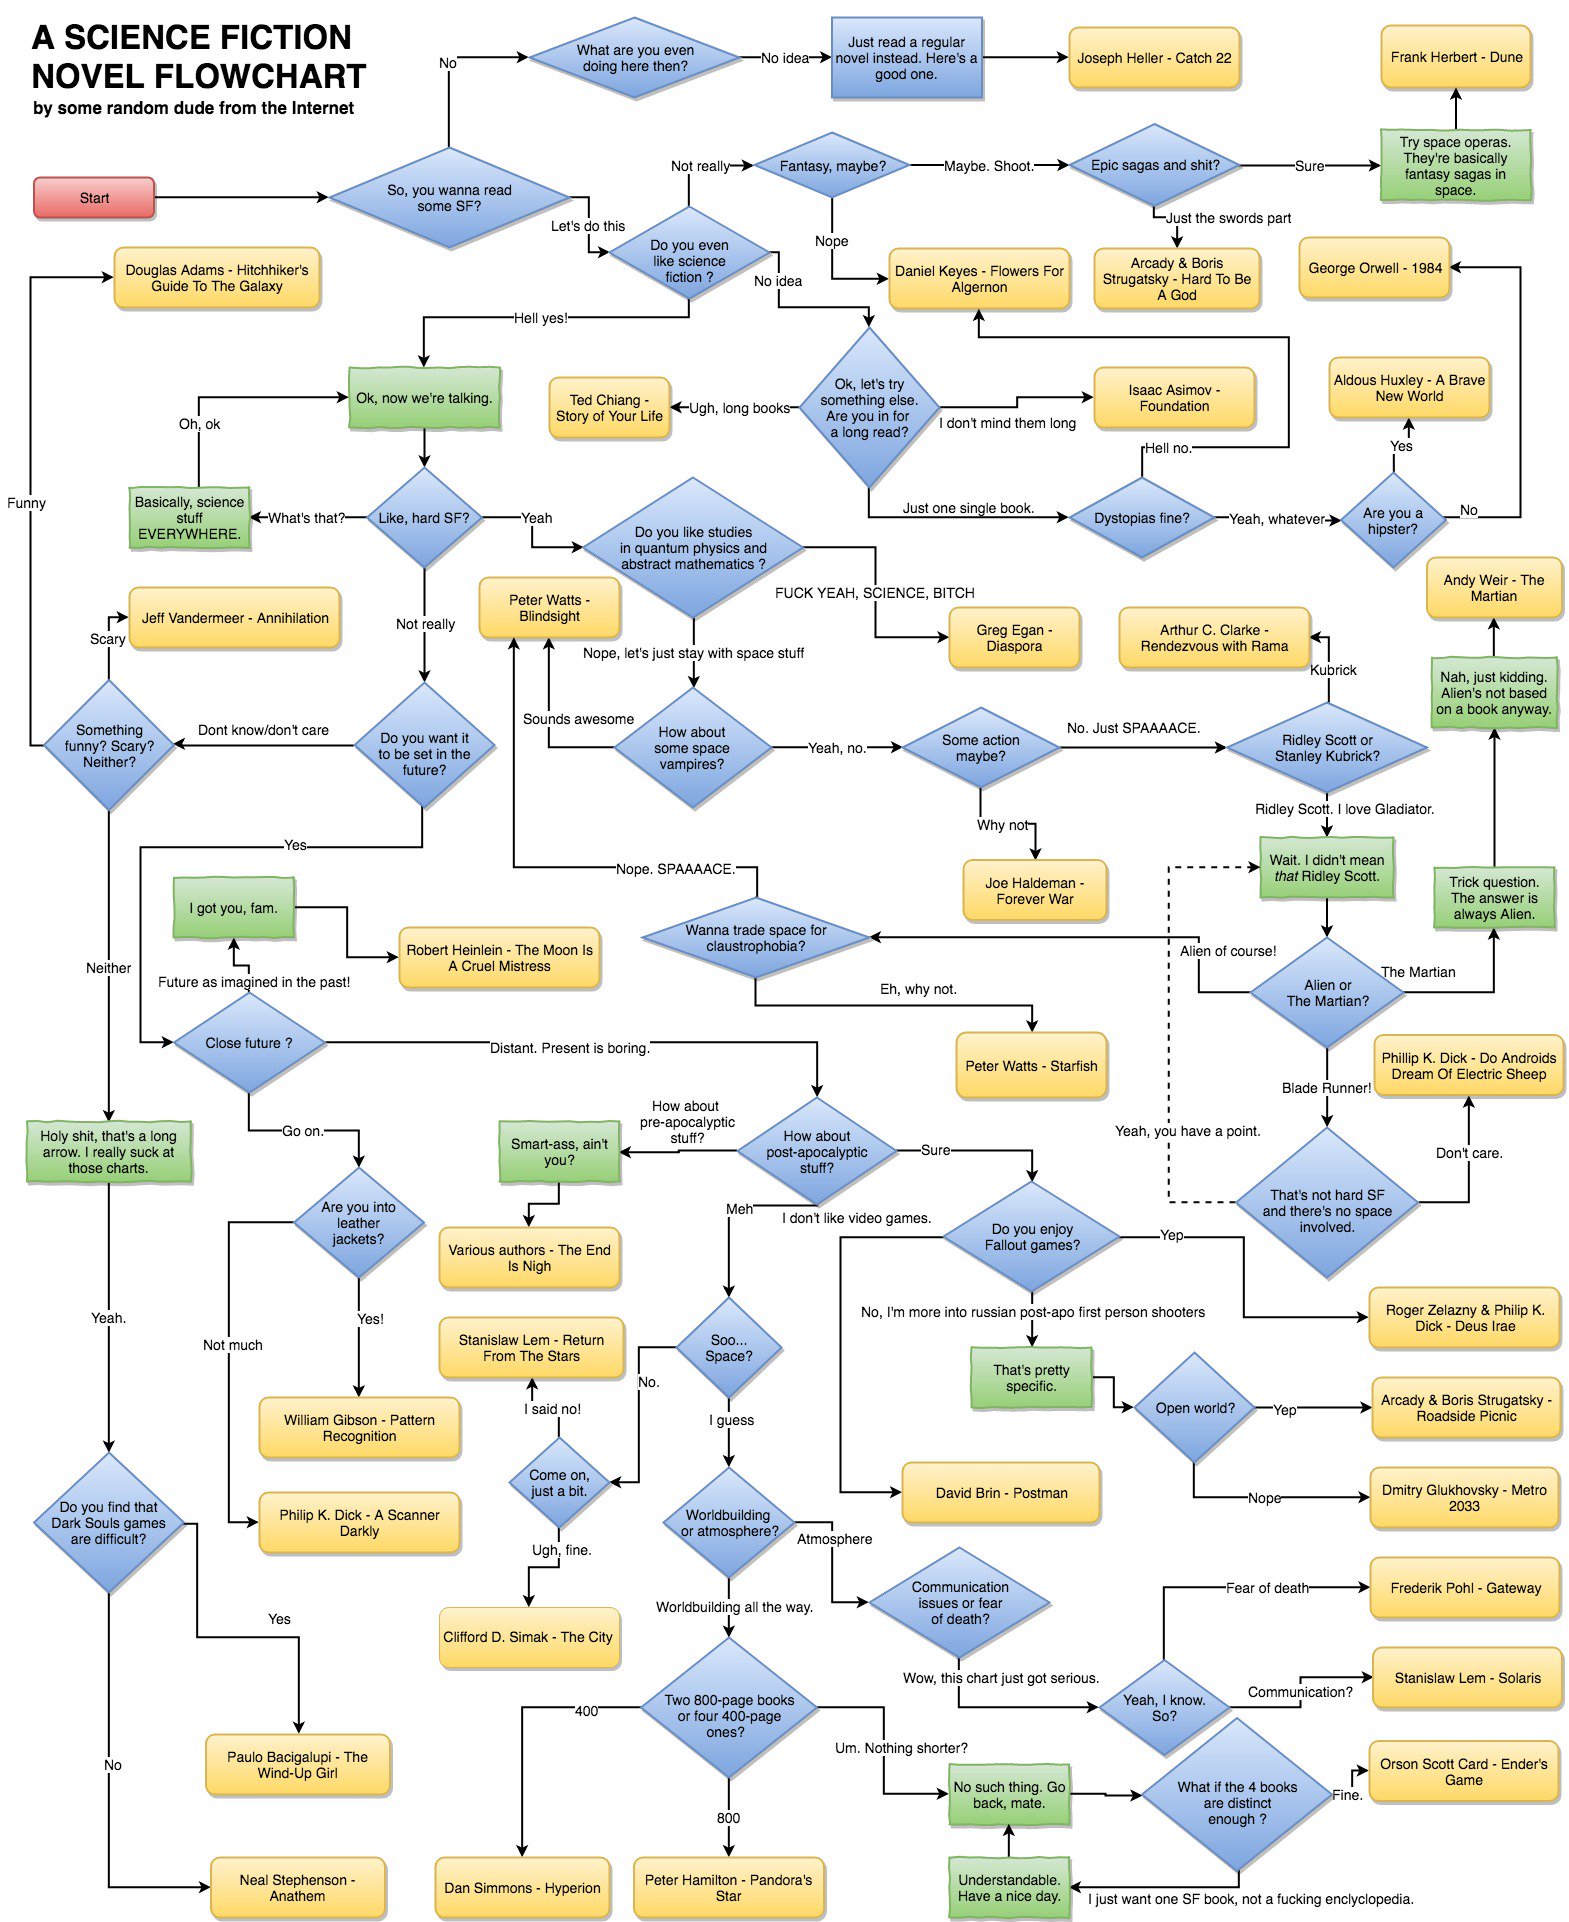 A SCIENCE FICTION
NOVEL FLOWCHART
by some random dude from the Internet
Start
So, you wanna read
some SF?
No
What are you even
doing here then?
No idea
Just read a regular
novel instead. Here's a
good one.
Joseph Heller - Catch 22
Let's do this
Do you even
like science
fiction ?
Not really
Fantasy, maybe?
Maybe. Shoot.
Epic sagas and shit?
Sure
Try space operas.
They're basically
fantasy sagas in
space.
Frank Herbert - Dune
Just the swords part
Arcady & Boris
Strugatsky - Hard To Be
A God
Nope
Daniel Keyes - Flowers For
Algernon
No idea
Ok, let's try
something else.
Are you in for
a long read?
Ugh, long books
Ted Chiang -
Story of Your Life
I don't mind them long
Isaac Asimov -
Foundation
Just one single book.
Dystopias fine?
Hell no.
Yeah, whatever
Are you a
hipster?
Yes
Aldous Huxley - A Brave
New World
No
George Orwell - 1984
Hell yes!
Ok, now we're talking.
Like, hard SF?
What's that?
Basically, science
stuff
EVERYWHERE.
Oh, ok
Yeah
Do you like studies
in quantum physics and
abstract mathematics ?
FUCK YEAH, SCIENCE, BITCH
Greg Egan -
Diaspora
Nope, let's just stay with space stuff
How about
some space
vampires?
Sounds awesome
Peter Watts -
Blindsight
Yeah, no.
Some action
maybe?
Why not
Joe Haldeman -
Forever War
No. Just SPAAAACE.
Ridley Scott or
Stanley Kubrick?
Kubrick
Arthur C. Clarke -
Rendezvous with Rama
Ridley Scott. I love Gladiator.
Wait. I didn't mean
that Ridley Scott.
Alien or
The Martian?
The Martian
Trick question.
The answer is
always Alien.
Nah, just kidding.
Alien's not based
on a book anyway.
Andy Weir - The
Martian
Alien of course!
Wanna trade space for
claustrophobia?
Nope. SPAAAACE.
Eh, why not.
Peter Watts - Starfish
Blade Runner!
That's not hard SF
and there's no space
involved.
Yeah, you have a point.
Don't care.
Phillip K. Dick - Do Androids
Dream Of Electric Sheep
Not really
Do you want it
to be set in the
future?
Dont know/don't care
Something
funny? Scary?
Neither?
Funny
Douglas Adams - Hitchhiker's
Guide To The Galaxy
Scary
Jeff Vandermeer - Annihilation
Neither
Holy shit, that's a long
arrow. I really suck at
those charts.
Yeah.
Do you find that
Dark Souls games
are difficult?
Yes
Paulo Bacigalupi - The
Wind-Up Girl
No
Neal Stephenson -
Anathem
Yes
Close future ?
Future as imagined in the past!
I got you, fam.
Robert Heinlein - The Moon Is
A Cruel Mistress
Go on.
Are you into
leather
jackets?
Yes!
William Gibson - Pattern
Recognition
Not much
Philip K. Dick - A Scanner
Darkly
Distant. Present is boring.
How about
post-apocalyptic
stuff?
How about
pre-apocalyptic
stuff?
Smart-ass, ain't
you?
Various authors - The End
Is Nigh
Sure
Do you enjoy
Fallout games?
Yep
Roger Zelazny & Philip K.
Dick - Deus Irae
I don't like video games.
David Brin - Postman
No, I'm more into russian post-apo first person shooters
That's pretty
specific.
Open world?
Yep
Arcady & Boris Strugatsky -
Roadside Picnic
Nope
Dmitry Glukhovsky - Metro
2033
Meh
Soo...
Space?
No.
Come on,
just a bit.
I said no!
Stanislaw Lem - Return
From The Stars
Ugh, fine.
Clifford D. Simak - The City
I guess
Worldbuilding
or atmosphere?
Atmosphere
Communication
issues or fear
of death?
Wow, this chart just got serious.
Yeah, I know.
So?
Fear of death
Frederik Pohl - Gateway
Communication?
Stanislaw Lem - Solaris
Worldbuilding all the way.
Two 800-page books
or four 400-page
ones?
400
Dan Simmons - Hyperion
800
Peter Hamilton - Pandora's
Star
Um. Nothing shorter?
No such thing. Go
back, mate.
What if the 4 books
are distinct
enough ?
Fine.
Orson Scott Card - Ender's
Game
I just want one SF book, not a fucking enclyclopedia.
Understandable.
Have a nice day.